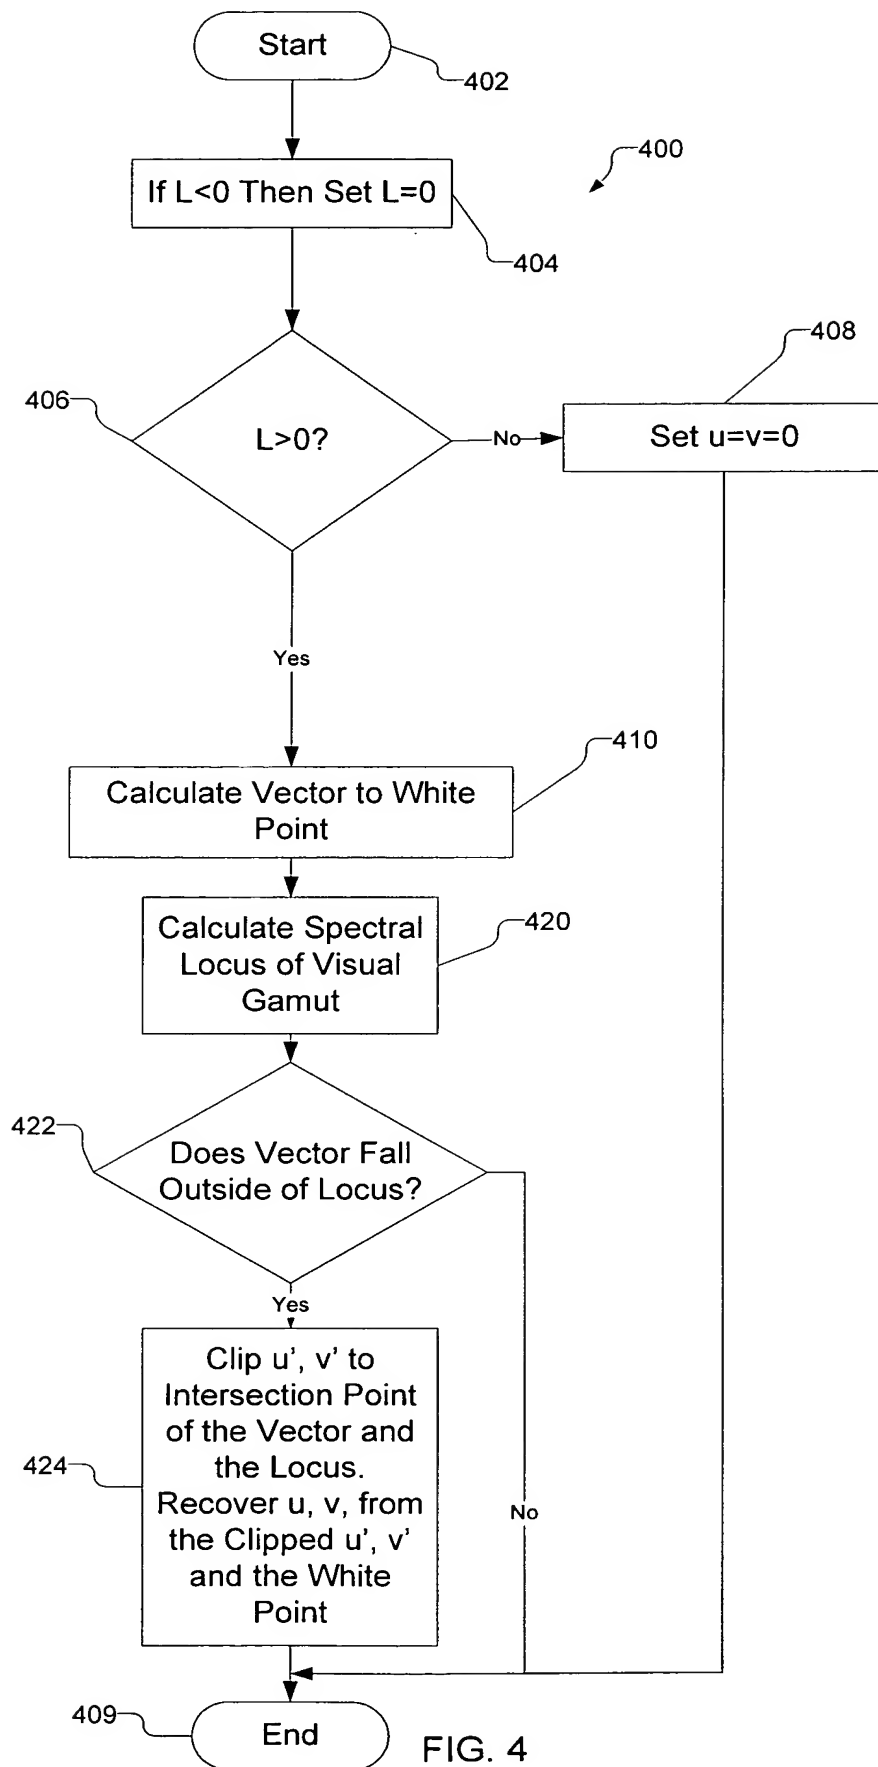 Start
402
400
If L<0 Then Set L=0
404
408
406
L>0?
No
Set u=v=0
Yes
410
Calculate Vector to White
Point
420
Calculate Spectral
Locus of Visual
Gamut
422
Does Vector Fall
Outside of Locus?
Yes
Clip u', v' to
Intersection Point
of the Vector and
the Locus.
Recover u, v, from
the Clipped u', v'
and the White
Point
424
No
409
End
FIG. 4